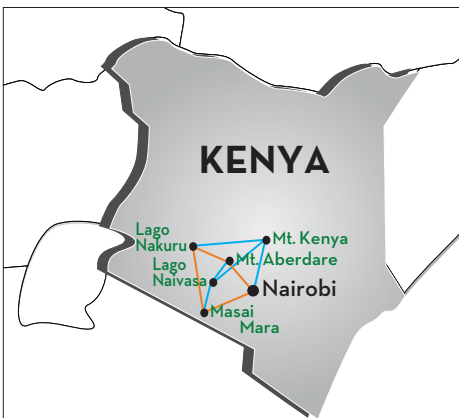 KENYA
Lago
Nakuru
Mt. Kenya
Mt. Aberdare
Lago
Naivasa
Nairobi
Masai
Mara